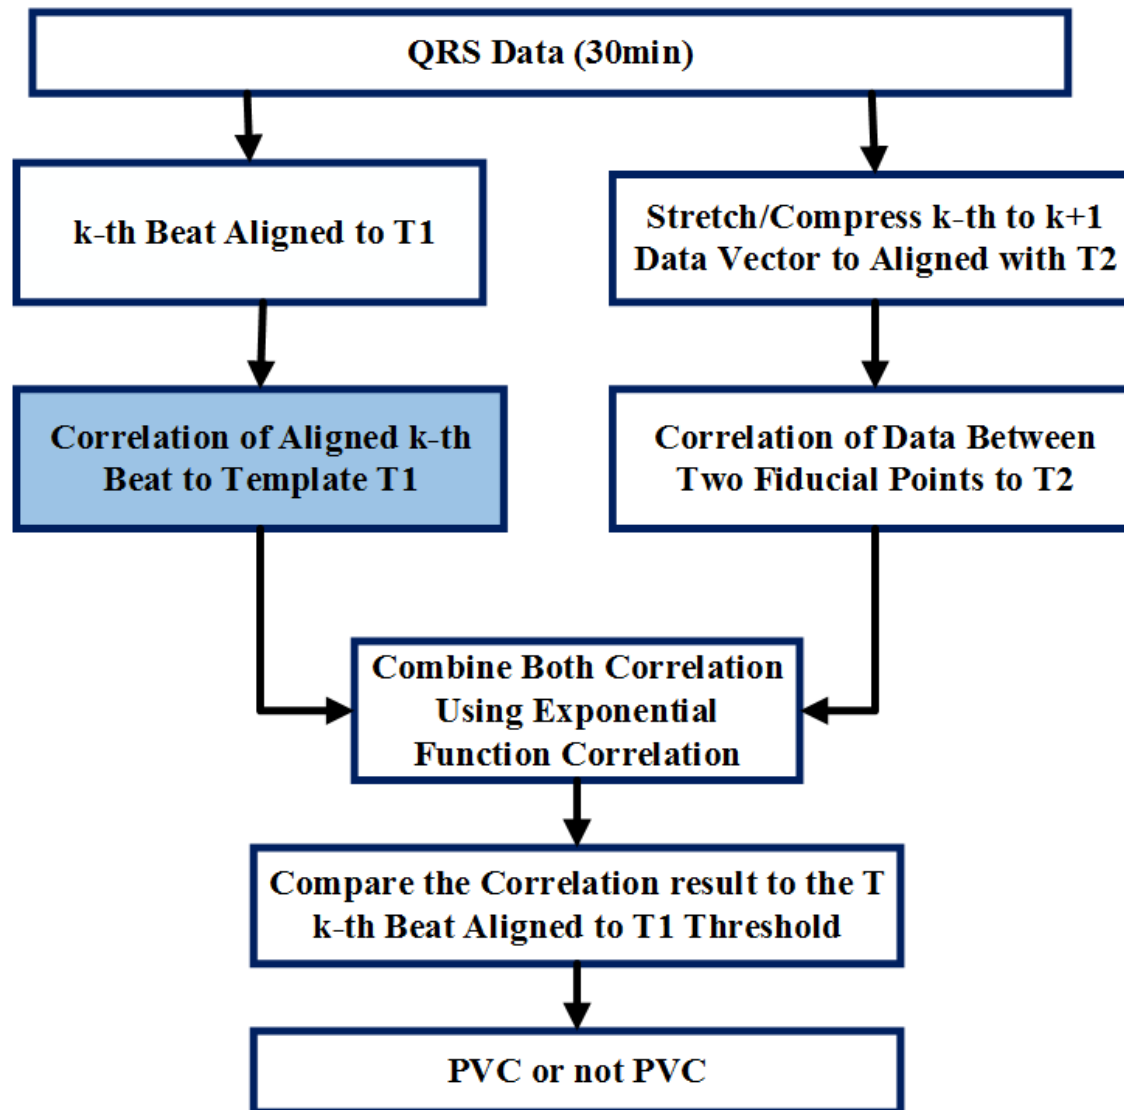 QRS Data (30min)
k-th Beat Aligned to T1
Stretch/Compress k-th to k+1
Data Vector to Aligned with T2
Correlation of Aligned k-th
Beat to Template T1
Correlation of Data Between
Two Fiducial Points to T2
Combine Both Correlation
Using Exponential
Function Correlation
Compare the Correlation result to the T
k-th Beat Aligned to T1 Threshold
PVC or not PVC